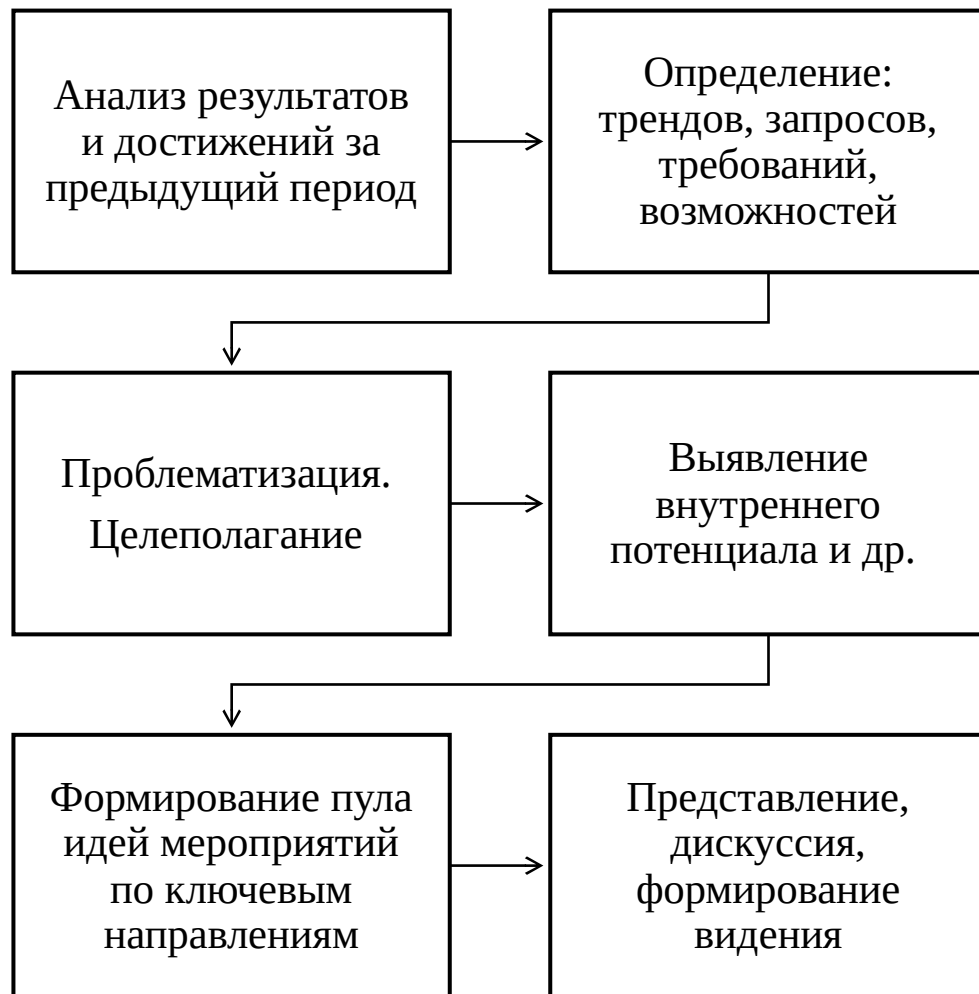 Анализ результатов
и достижений за
предыдущий период
Определение:
трендов, запросов,
требований,
возможностей
Проблематизация.
Целеполагание
Выявление
внутреннего
потенциала и др.
Формирование пула
идей мероприятий
по ключевым
направлениям
Представление,
дискуссия,
формирование
видения